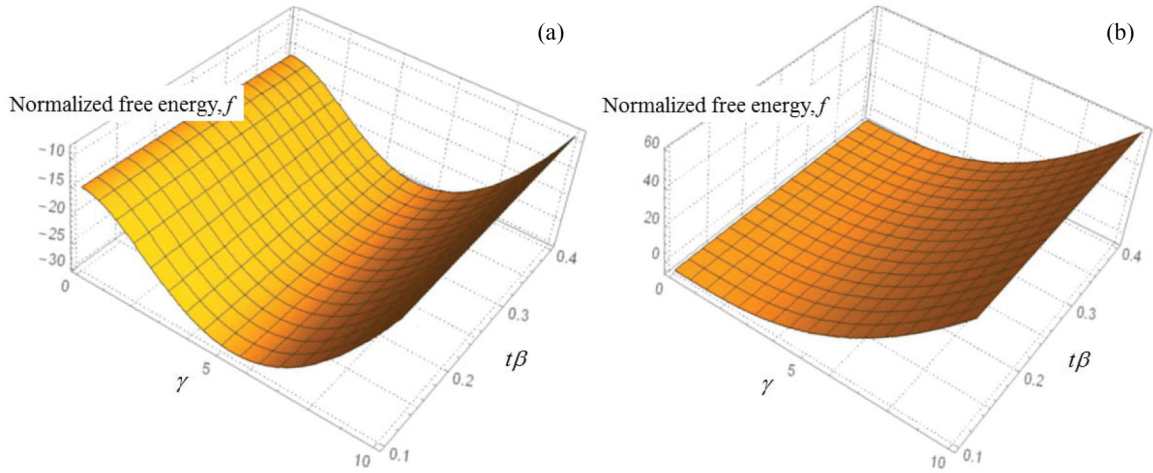 (a)
Normalized free energy, f
−10
−15
−20
−25
−30
0
5
10
γ
0.1
0.2
0.3
0.4
tβ
(b)
Normalized free energy, f
60
40
20
0
0
5
10
γ
0.1
0.2
0.3
0.4
tβ